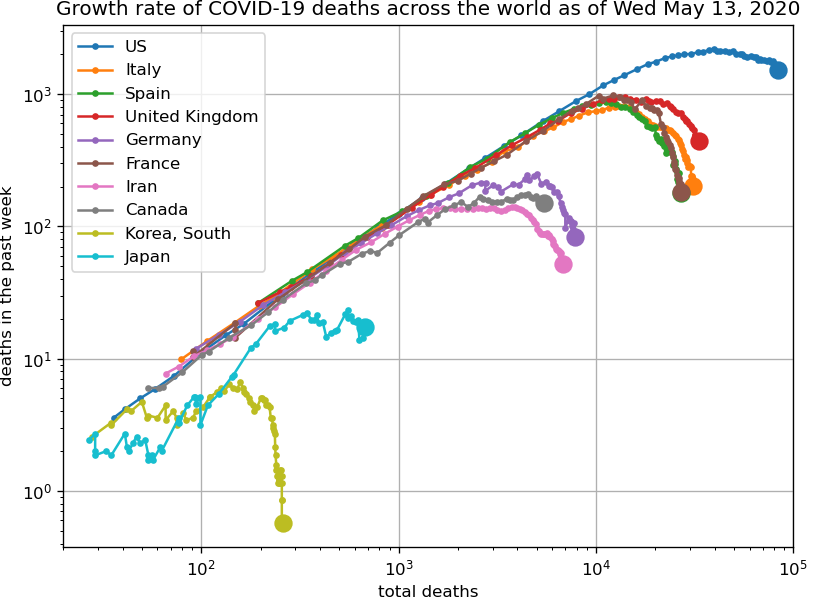 Growth rate of COVID-19 deaths across the world as of Wed May 13, 2020
US
Italy
Spain
United Kingdom
Germany
France
Iran
Canada
Korea, South
Japan
deaths in the past week
10³
10²
10¹
10⁰
10² 10³ 10⁴ 10⁵
total deaths